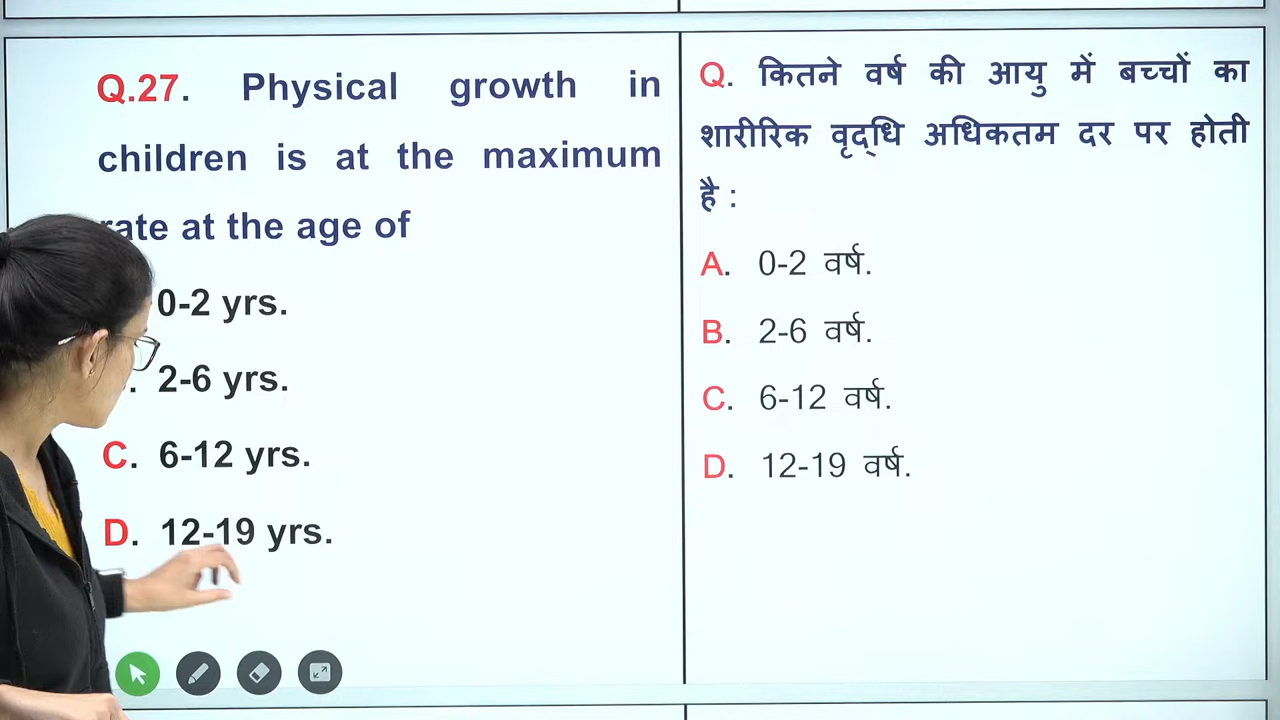 Q.27. Physical growth in
children is at the maximum
rate at the age of
0-2 yrs.
. 2-6 yrs.
C. 6-12 yrs.
D. 12-19 yrs.
Q. कितने वर्ष की आयु में बच्चों का
शारीरिक वृद्धि अधिकतम दर पर होती
है :
A. 0-2 वर्ष.
B. 2-6 वर्ष.
C. 6-12 वर्ष.
D. 12-19 वर्ष.